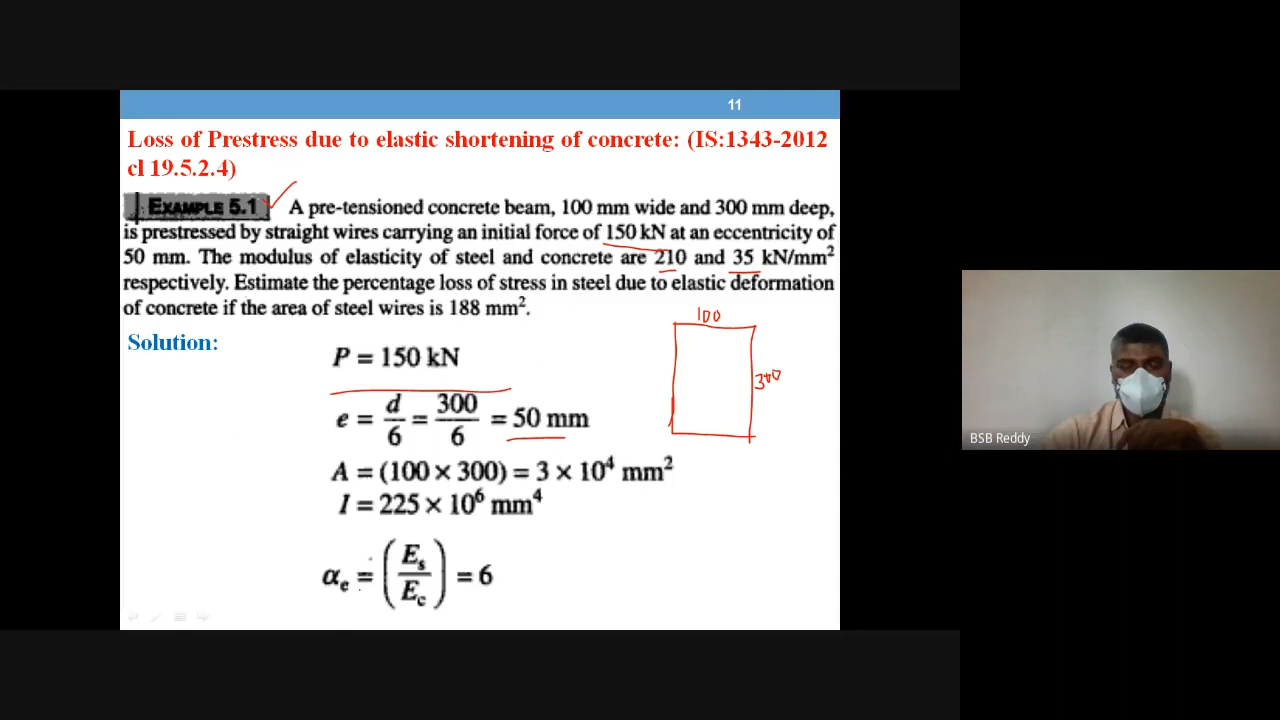 11
Loss of Prestress due to elastic shortening of concrete: (IS:1343-2012
cl 19.5.2.4)
EXAMPLE 5.1 A pre-tensioned concrete beam, 100 mm wide and 300 mm deep,
is prestressed by straight wires carrying an initial force of 150 kN at an eccentricity of
50 mm. The modulus of elasticity of steel and concrete are 210 and 35 kN/mm²
respectively. Estimate the percentage loss of stress in steel due to elastic deformation
of concrete if the area of steel wires is 188 mm².
100
Solution:
P = 150 kN
300
e = d/6 = 300/6 = 50 mm
A = (100 × 300) = 3 × 10⁴ mm²
I = 225 × 10⁶ mm⁴
αe = (Es/Ec) = 6
BSB Reddy